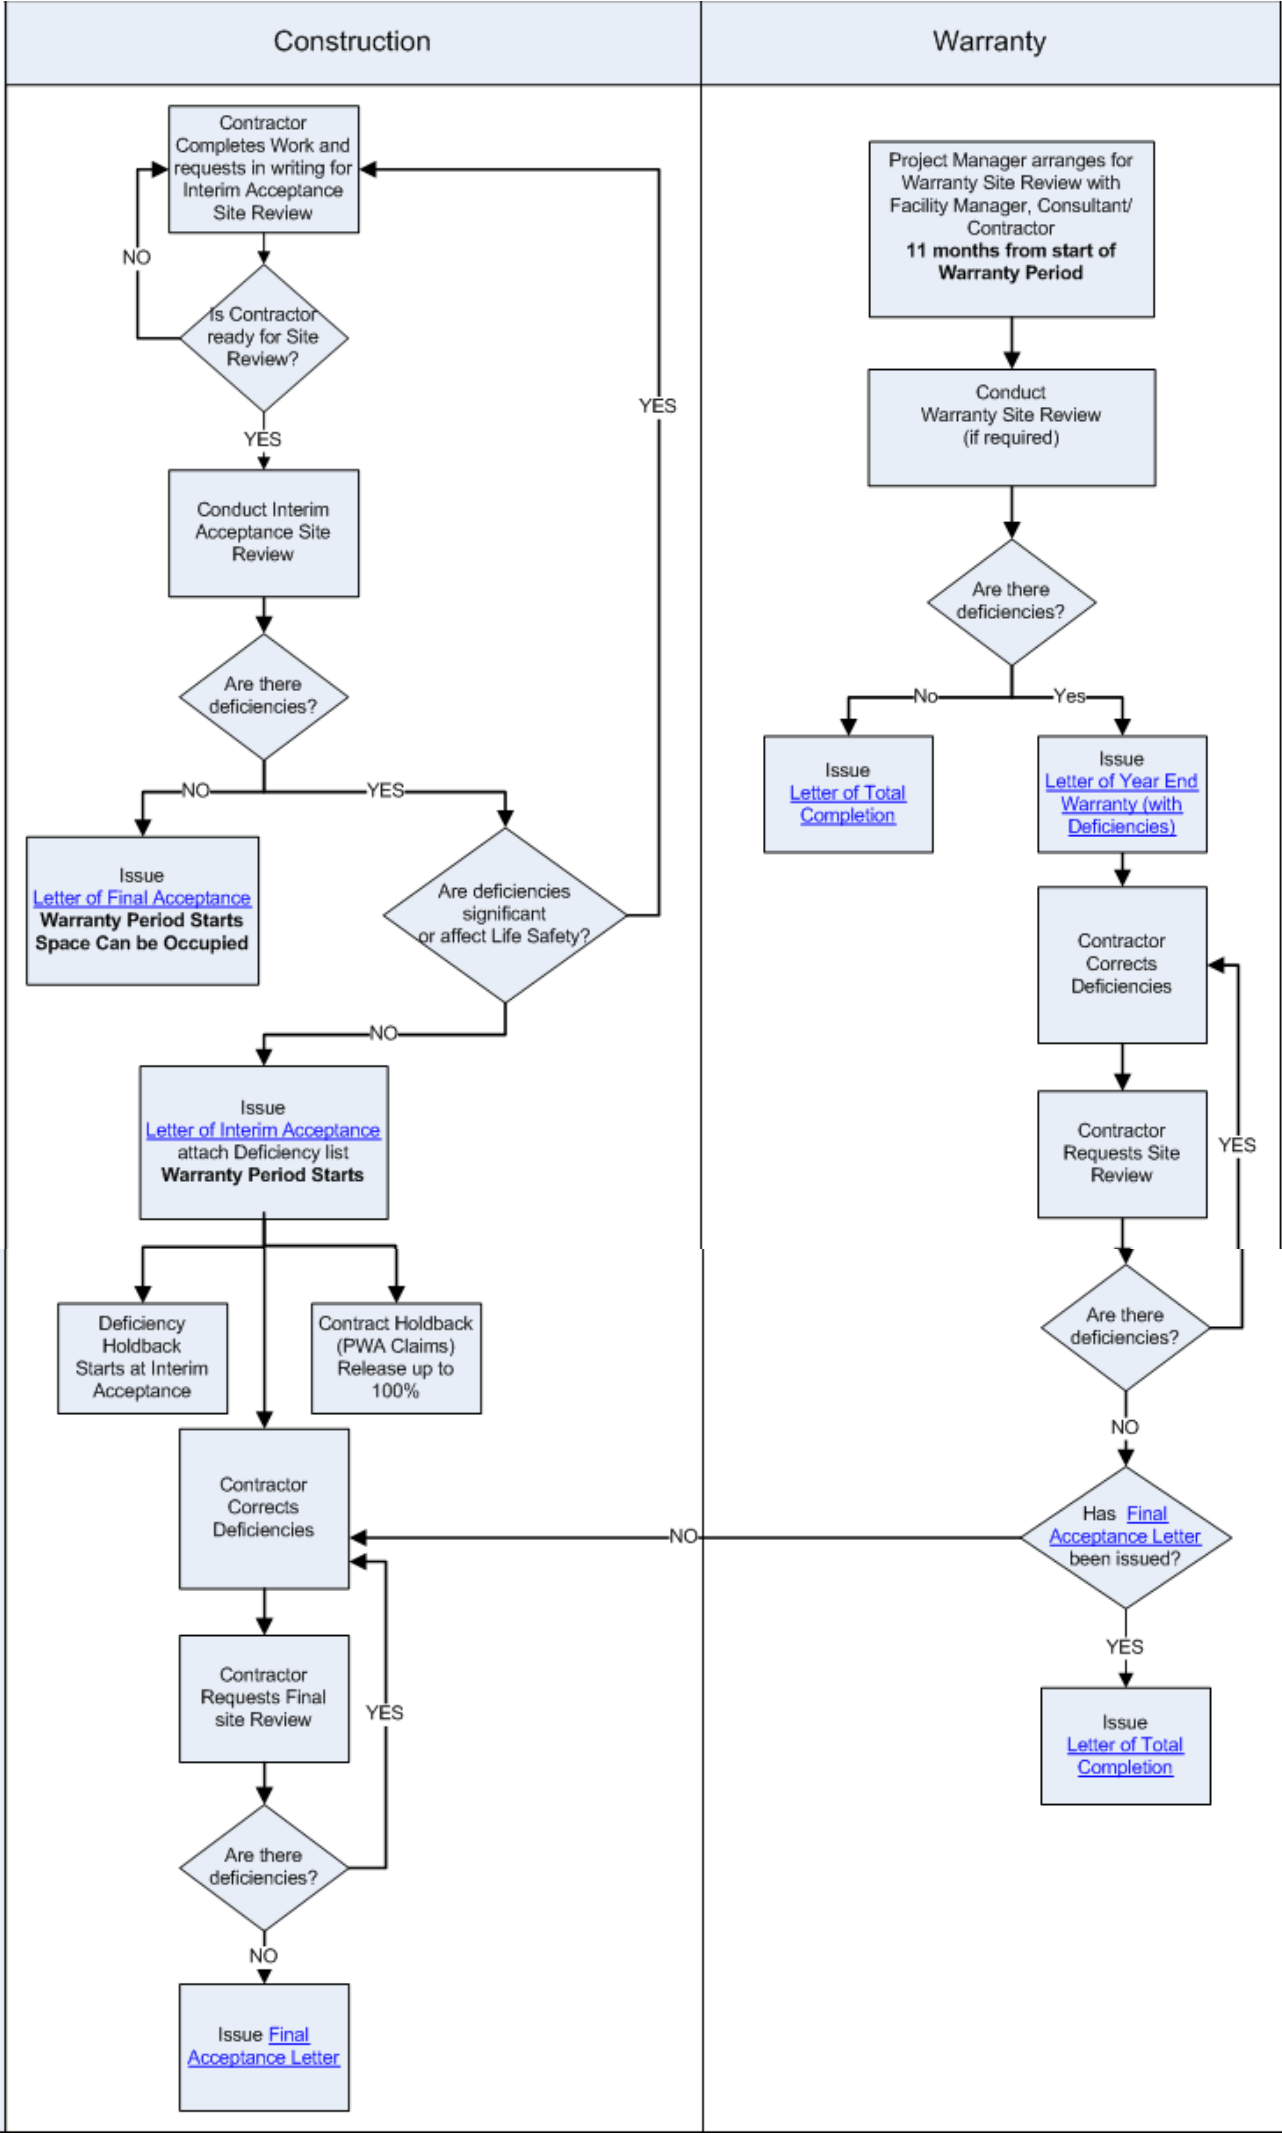 Construction
Contractor
Completes Work and
requests in writing for
Interim Acceptance
Site Review
NO
Is Contractor
ready for Site
Review?
YES
YES
Conduct Interim
Acceptance Site
Review
Are there
deficiencies?
NO
YES
Issue
Letter of Final Acceptance
Warranty Period Starts
Space Can be Occupied
Are deficiencies
significant
or affect Life Safety?
NO
Issue
Letter of Interim Acceptance
attach Deficiency list
Warranty Period Starts
Deficiency
Holdback
Starts at Interim
Acceptance
Contract Holdback
(PWA Claims)
Release up to
100%
Contractor
Corrects
Deficiencies
Contractor
Requests Final
site Review
YES
Are there
deficiencies?
NO
Issue Final
Acceptance Letter
Warranty
Project Manager arranges for
Warranty Site Review with
Facility Manager, Consultant/
Contractor
11 months from start of
Warranty Period
Conduct
Warranty Site Review
(if required)
Are there
deficiencies?
No
Yes
Issue
Letter of Total
Completion
Issue
Letter of Year End
Warranty (with
Deficiencies)
Contractor
Corrects
Deficiencies
Contractor
Requests Site
Review
YES
Are there
deficiencies?
NO
Has Final
Acceptance Letter
been issued?
NO
YES
Issue
Letter of Total
Completion